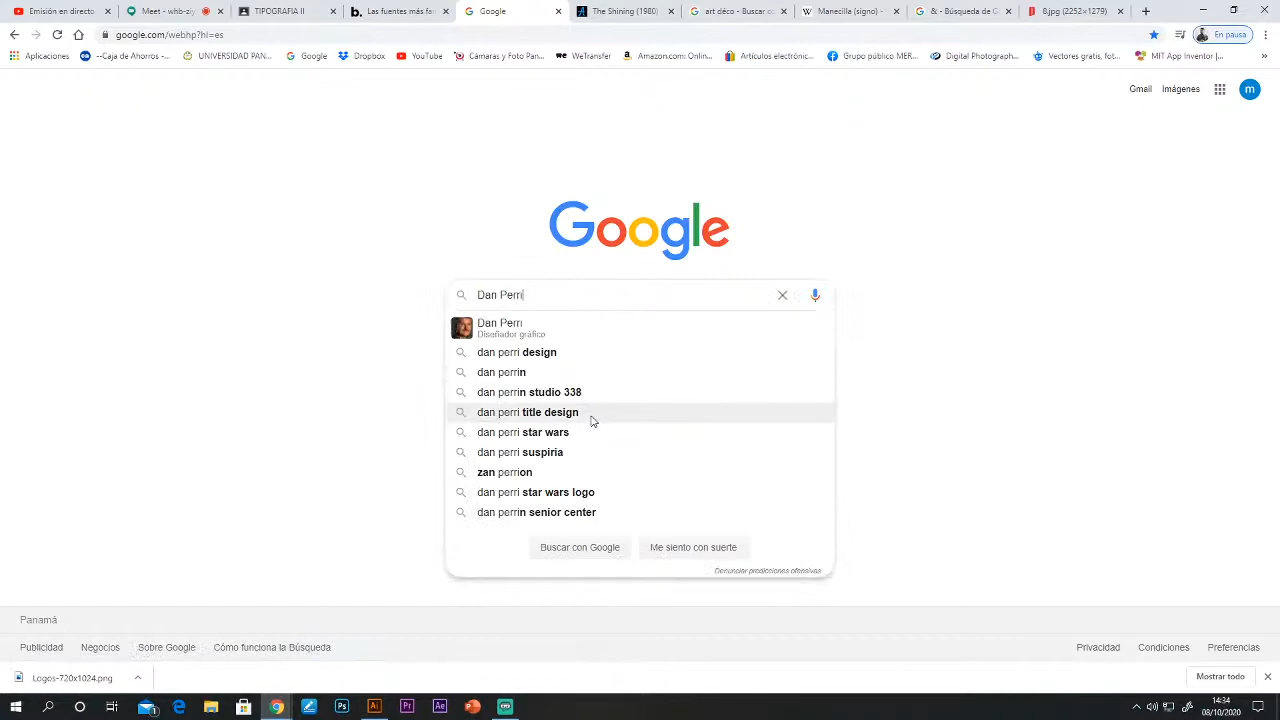 Emisión en directo
Meet - whb-ciy
TIPOGRAFIA II
Las fuentes más fa
Google
The Shining (1980)
art déco - Buscar co
Manecilla (signo) -
& - Búsqueda de G
8.jpg (2252×1279)
google.com/webhp?hl=es
En pausa
Aplicaciones
--Caja de Ahorros -...
UNIVERSIDAD PAN...
Google
Dropbox
YouTube
Cámaras y Foto Pan...
WeTransfer
Amazon.com: Onlin...
Artículos electrónic...
Grupo público MER...
Digital Photograph...
Vectores gratis, fot...
MIT App Inventor |...
Gmail
Imágenes
m
Google
Dan Perri
Dan Perri
Diseñador gráfico
dan perri design
dan perrin
dan perrin studio 338
dan perri title design
dan perri star wars
dan perri suspiria
zan perrion
dan perri star wars logo
dan perrin senior center
Buscar con Google
Me siento con suerte
Denunciar predicciones ofensivas
Panamá
Publicidad
Negocios
Sobre Google
Cómo funciona la Búsqueda
Privacidad
Condiciones
Preferencias
Logos-720x1024.png
Mostrar todo
Ps
Ai
Pr
Ae
14:34
08/10/2020